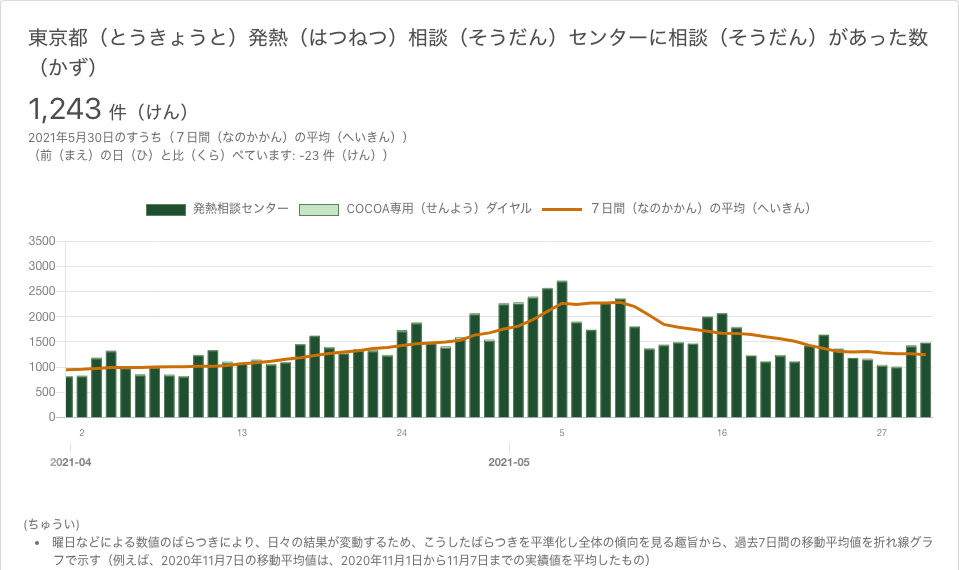 東京都（とうきょうと）発熱（はつねつ）相談（そうだん）センターに相談（そうだん）があった数
（かず）
1,243 件（けん）
2021年5月30日のすうち（７日間（なのかかん）の平均（へいきん））
（前（まえ）の日（ひ）と比（くら）べています: -23 件（けん））
発熱相談センター COCOA専用（せんよう）ダイヤル ７日間（なのかかん）の平均（へいきん）
3500
3000
2500
2000
1500
1000
500
0
2 13 24 5 16 27
2021-04 2021-05
(ちゅうい)
• 曜日などによる数値のばらつきにより、日々の結果が変動するため、こうしたばらつきを平準化し全体の傾向を見る趣旨から、過去7日間の移動平均値を折れ線グラ
フで示す（例えば、2020年11月7日の移動平均値は、2020年11月1日から11月7日までの実績値を平均したもの）